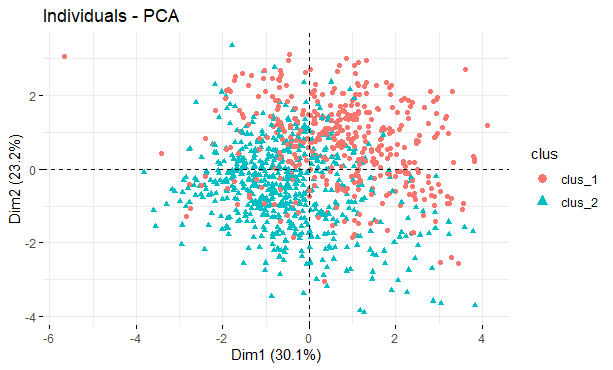 Individuals - PCA
2
0
-2
-4
Dim2 (23.2%)
-6
-4
-2
0
2
4
Dim1 (30.1%)
clus
clus_1
clus_2